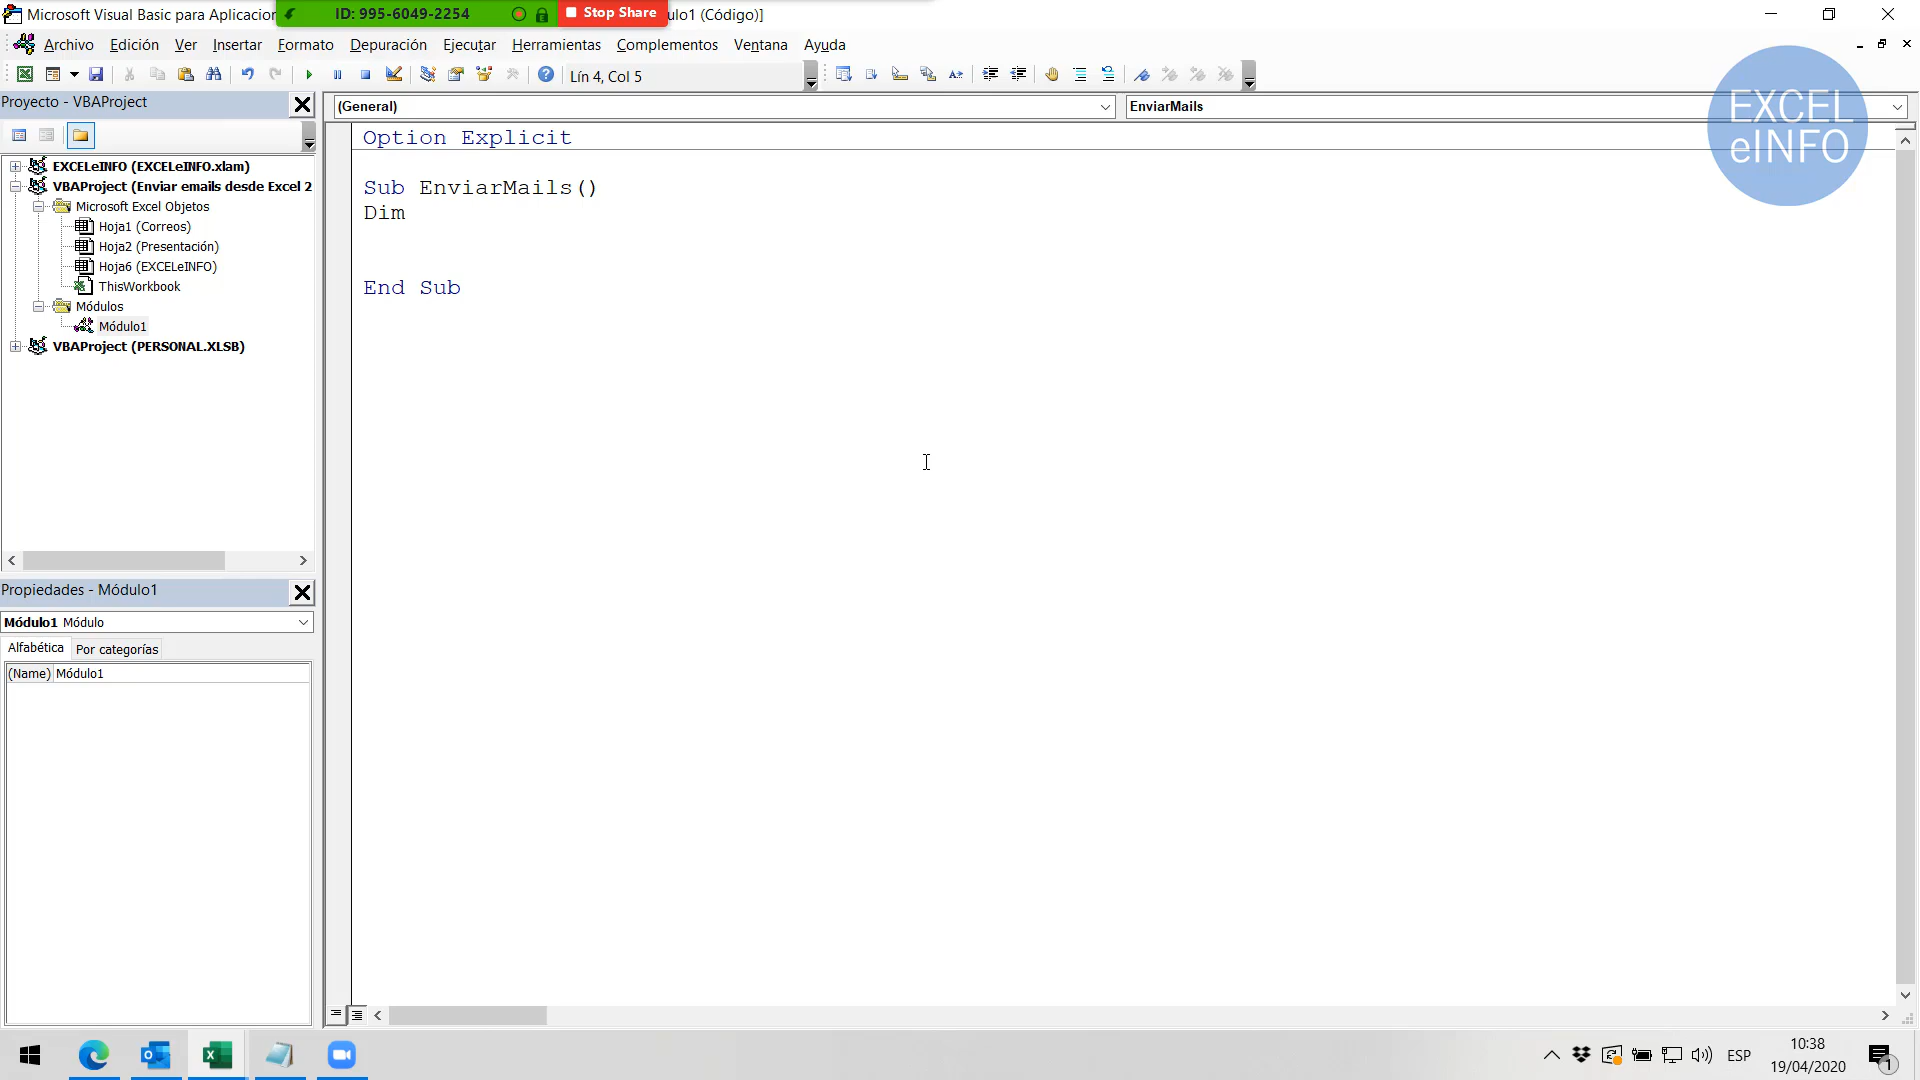 Microsoft Visual Basic para Aplicacion
ID: 995-6049-2254
Stop Share
ulo1 (Código)]
Archivo Edición Ver Insertar Formato Depuración Ejecutar Herramientas Complementos Ventana Ayuda
Lín 4, Col 5
Proyecto - VBAProject
EXCELeINFO (EXCELeINFO.xlam)
VBAProject (Enviar emails desde Excel 2
Microsoft Excel Objetos
Hoja1 (Correos)
Hoja2 (Presentación)
Hoja6 (EXCELeINFO)
ThisWorkbook
Módulos
Módulo1
VBAProject (PERSONAL.XLSB)
Propiedades - Módulo1
Módulo1 Módulo
Alfabética Por categorías
(Name) Módulo1
(General) EnviarMails
Option Explicit
Sub EnviarMails()
Dim
End Sub
EXCEL
eINFO
ESP
10:38
19/04/2020
1